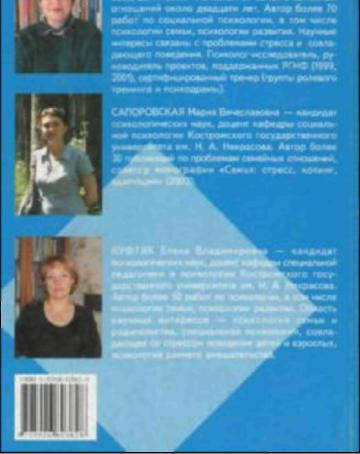 отношений около двадцати лет. Автор более 70
работ по социальной психологии, в том числе
психологии семьи, психологии развития. Научные
интересы связаны с проблемами стресса и совла-
дающего поведения. Психолог-исследователь, ру-
ководитель проектов, поддержанных РГНФ (1999,
2001), сертифицированный тренер (группы ролевого
тренинга и психодрамы).
САПОРОВСКАЯ Мария Вячеславовна — кандидат
психологических наук, доцент кафедры социаль-
ной психологии Костромского государственного
университета им. Н. А. Некрасова. Автор более
30 публикаций по проблемам семейных отношений,
соавтор монографии «Семья: стресс, копинг,
адаптация» (2003).
КУФТЯК Елена Владимировна — кандидат
психологических наук, доцент кафедры специальной
педагогики и психологии Костромского госу-
дарственного университета им. Н. А. Некрасова.
Автор более 50 работ по психологии, в том числе
психологии семьи, психологии развития. Область
научных интересов — психология семьи и
родительства, специальная психология, совла-
дающее со стрессом поведение детей и взрослых,
психология раннего вмешательства.